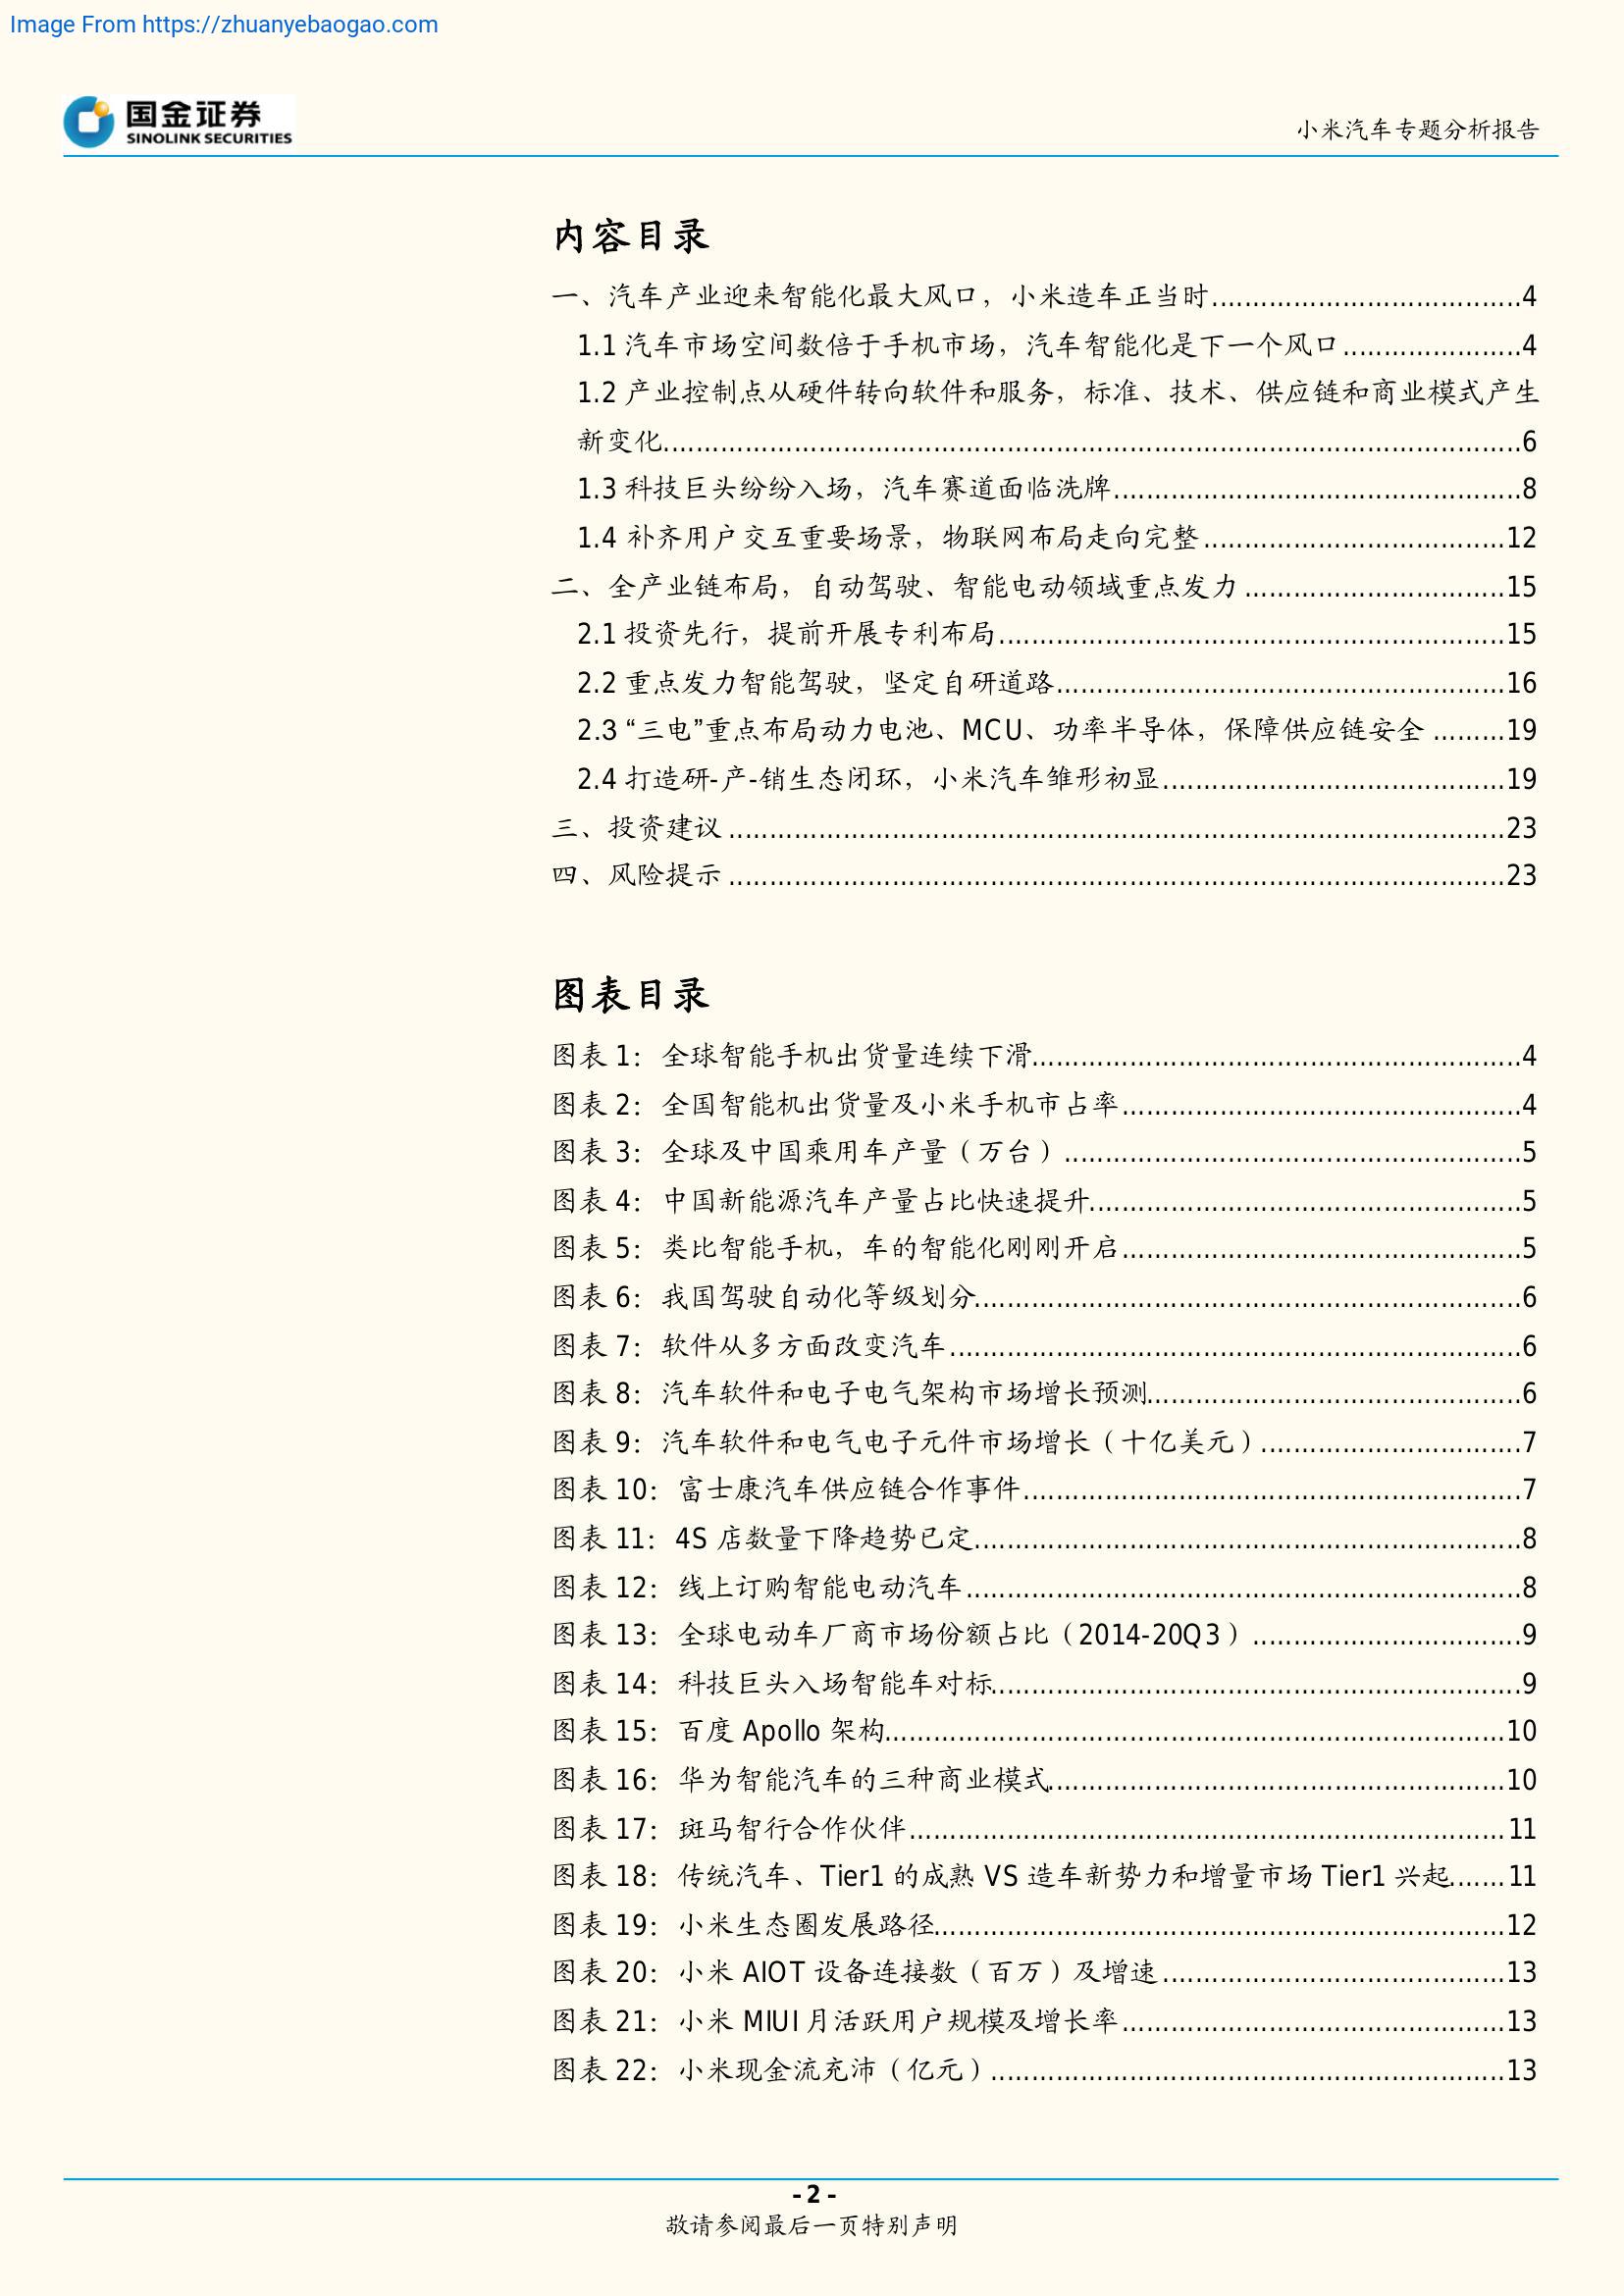 Image From https://zhuanyebaogao.com
国金证券
SINOLINK SECURITIES
小米汽车专题分析报告
内容目录
一、汽车产业迎来智能化最大风口，小米造车正当时......................................4
1.1 汽车市场空间数倍于手机市场，汽车智能化是下一个风口......................4
1.2 产业控制点从硬件转向软件和服务，标准、技术、供应链和商业模式产生
新变化.........................................................................................................6
1.3 科技巨头纷纷入场，汽车赛道面临洗牌..................................................8
1.4 补齐用户交互重要场景，物联网布局走向完整.....................................12
二、全产业链布局，自动驾驶、智能电动领域重点发力 ................................15
2.1 投资先行，提前开展专利布局..............................................................15
2.2 重点发力智能驾驶，坚定自研道路.......................................................16
2.3 “三电”重点布局动力电池、MCU、功率半导体，保障供应链安全 .........19
2.4 打造研-产-销生态闭环，小米汽车雏形初显..........................................19
三、投资建议 ...............................................................................................23
四、风险提示 ...............................................................................................23
图表目录
图表 1：全球智能手机出货量连续下滑............................................................4
图表 2：全国智能机出货量及小米手机市占率.................................................4
图表 3：全球及中国乘用车产量（万台）........................................................5
图表 4：中国新能源汽车产量占比快速提升.....................................................5
图表 5：类比智能手机，车的智能化刚刚开启.................................................5
图表 6：我国驾驶自动化等级划分...................................................................6
图表 7：软件从多方面改变汽车......................................................................6
图表 8：汽车软件和电子电气架构市场增长预测..............................................6
图表 9：汽车软件和电气电子元件市场增长（十亿美元）................................7
图表 10：富士康汽车供应链合作事件.............................................................7
图表 11：4S 店数量下降趋势已定...................................................................8
图表 12：线上订购智能电动汽车....................................................................8
图表 13：全球电动车厂商市场份额占比（2014-20Q3）.................................9
图表 14：科技巨头入场智能车对标.................................................................9
图表 15：百度 Apollo 架构............................................................................10
图表 16：华为智能汽车的三种商业模式........................................................10
图表 17：斑马智行合作伙伴.........................................................................11
图表 18：传统汽车、Tier1 的成熟 VS 造车新势力和增量市场 Tier1 兴起.......11
图表 19：小米生态圈发展路径......................................................................12
图表 20：小米 AIOT 设备连接数（百万）及增速..........................................13
图表 21：小米 MIUI 月活跃用户规模及增长率...............................................13
图表 22：小米现金流充沛（亿元）...............................................................13
- 2 -
敬请参阅最后一页特别声明